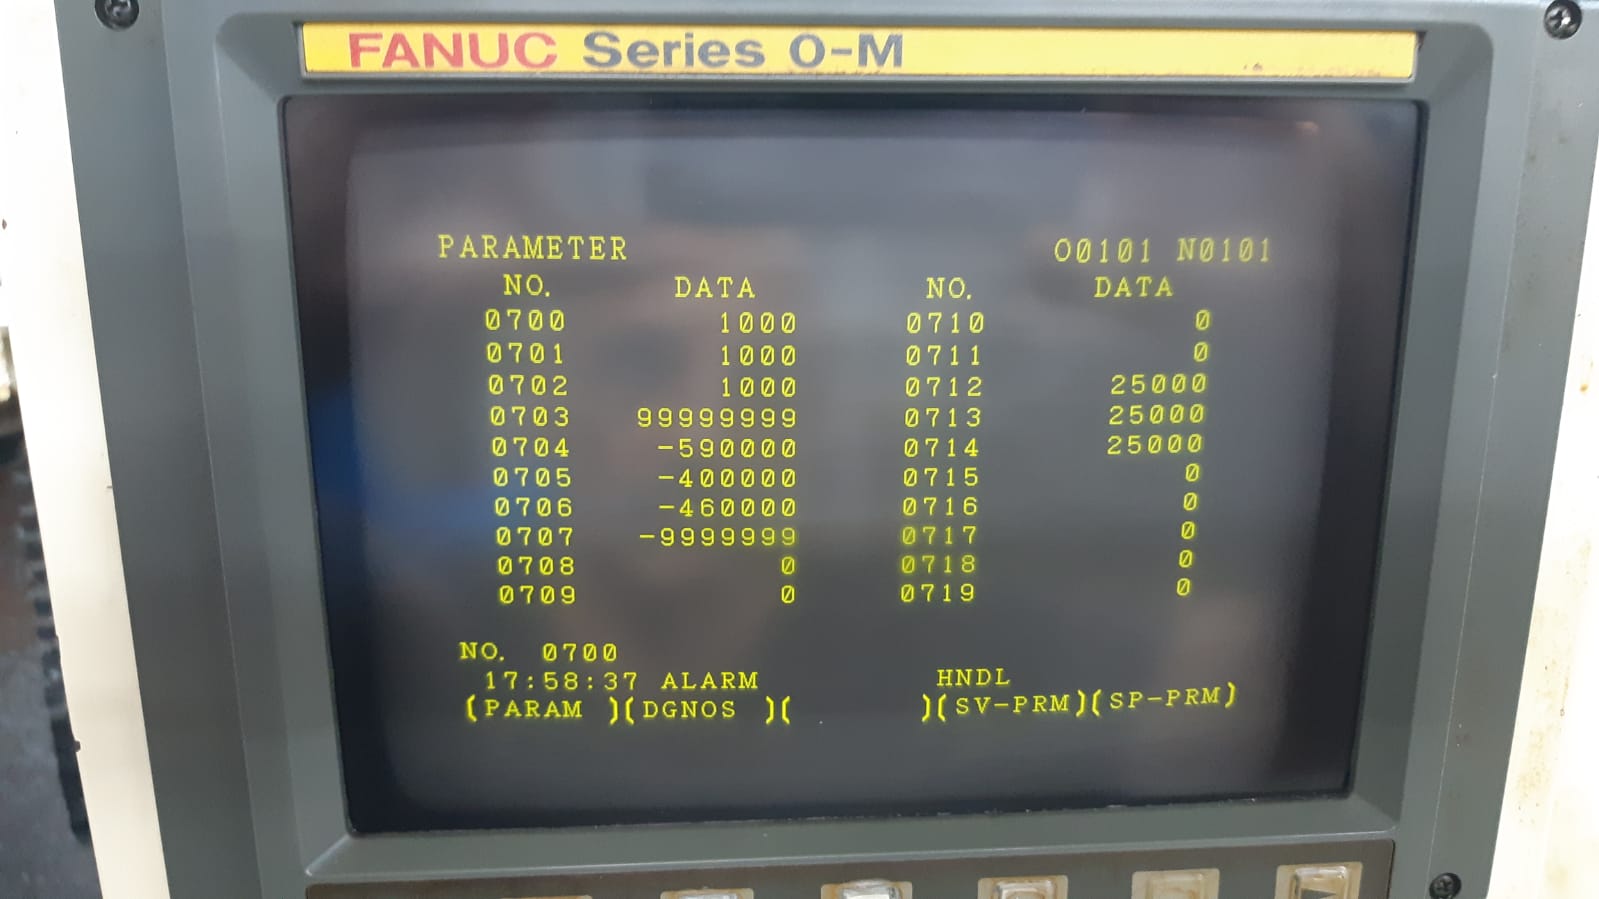 FANUC Series O-M
PARAMETER O0101 N0101
NO. DATA NO. DATA
0700 1000 0710 0
0701 1000 0711 0
0702 1000 0712 25000
0703 99999999 0713 25000
0704 -590000 0714 25000
0705 -400000 0715 0
0706 -460000 0716 0
0707 -9999999 0717 0
0708 0 0718 0
0709 0 0719 0
NO. 0700
17:58:37 ALARM HNDL
(PARAM )(DGNOS )( )(SV-PRM)(SP-PRM)